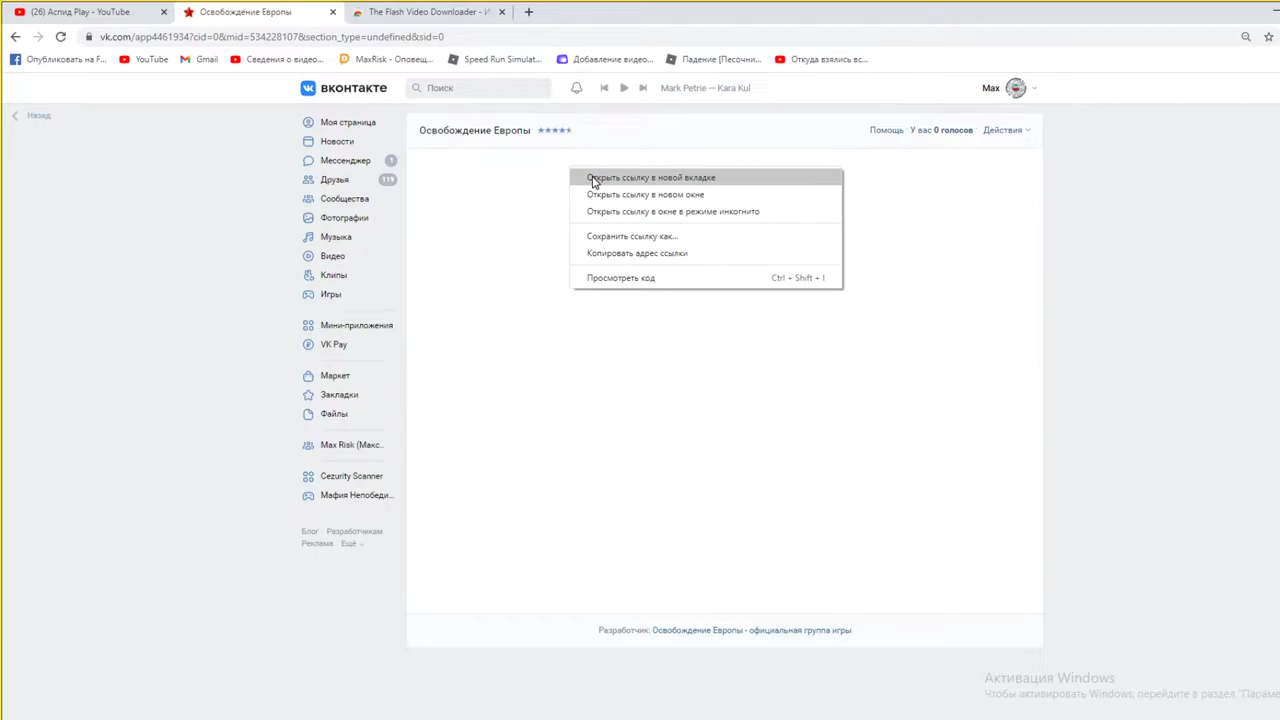 (26) Аспид Play - YouTube
Освобождение Европы
The Flash Video Downloader - И
vk.com/app4461934?cid=0&mid=534228107&section_type=undefined&sid=0
Опубликовать на F...
YouTube
Gmail
Сведения о видео...
MaxRisk - Оповещ...
Speed Run Simulat...
Добавление видео...
Падение [Песочни...
Откуда взялись вс...
вконтакте
Поиск
Mark Petrie – Kara Kul
Max
Назад
Моя страница
Новости
Мессенджер 1
Друзья 119
Сообщества
Фотографии
Музыка
Видео
Клипы
Игры
Мини-приложения
VK Pay
Маркет
Закладки
Файлы
Max Risk (Макс..
Cezurity Scanner
Мафия Непобеди...
Блог Разработчикам
Реклама Ещё
Освобождение Европы
Помощь У вас 0 голосов Действия
Открыть ссылку в новой вкладке
Открыть ссылку в новом окне
Открыть ссылку в окне в режиме инкогнито
Сохранить ссылку как...
Копировать адрес ссылки
Просмотреть код Ctrl + Shift + I
Разработчик: Освобождение Европы - официальная группа игры
Активация Windows
Чтобы активировать Windows, перейдите в раздел "Параме